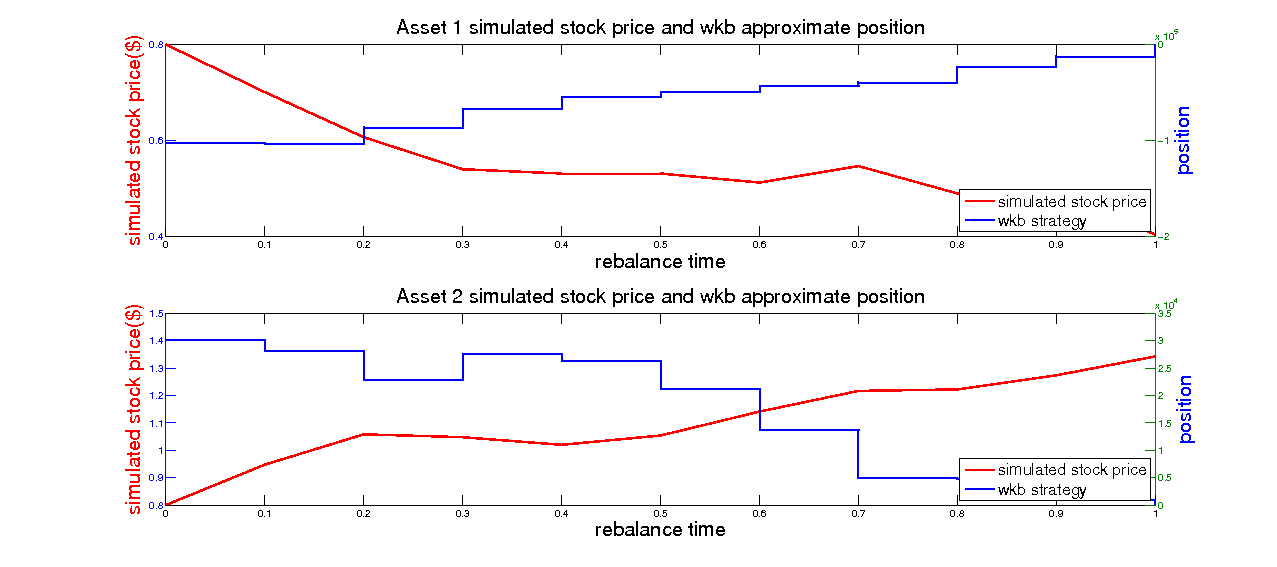 Asset 1 simulated stock price and wkb approximate position
x 10^5
simulated stock price($)
0.8
0.6
0.4
0
-1
-2
position
simulated stock price
wkb strategy
0 0.1 0.2 0.3 0.4 0.5 0.6 0.7 0.8 0.9 1
rebalance time
Asset 2 simulated stock price and wkb approximate position
x 10^4
simulated stock price($)
1.5
1.4
1.3
1.2
1.1
1
0.9
0.8
3.5
3
2.5
2
1.5
1
0.5
0
position
simulated stock price
wkb strategy
0 0.1 0.2 0.3 0.4 0.5 0.6 0.7 0.8 0.9 1
rebalance time